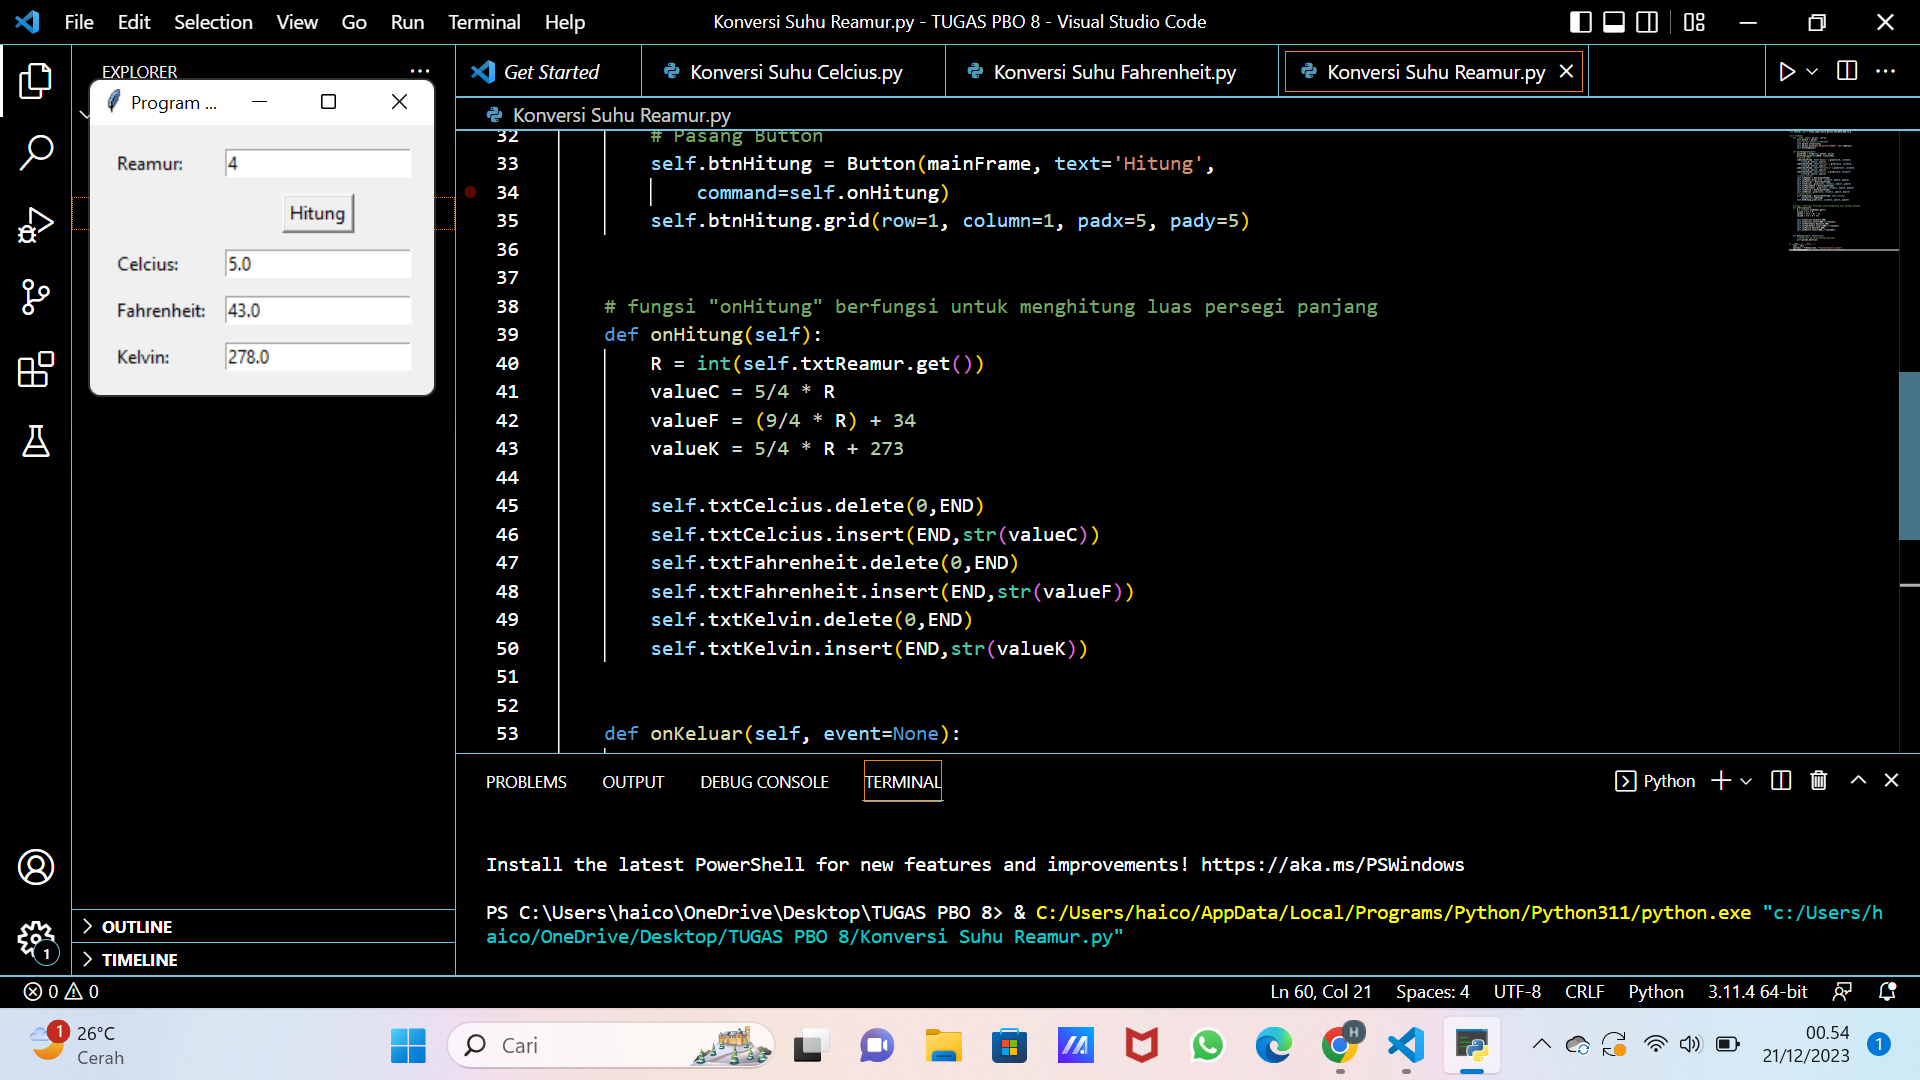 File Edit Selection View Go Run Terminal Help
Konversi Suhu Reamur.py - TUGAS PBO 8 - Visual Studio Code
EXPLORER
Get Started
Konversi Suhu Celcius.py
Konversi Suhu Fahrenheit.py
Konversi Suhu Reamur.py
Program ...
Reamur: 4
Hitung
Celcius: 5.0
Fahrenheit: 43.0
Kelvin: 278.0
Konversi Suhu Reamur.py
32 # Pasang Button
33 self.btnHitung = Button(mainFrame, text='Hitung',
34 command=self.onHitung)
35 self.btnHitung.grid(row=1, column=1, padx=5, pady=5)
36
37
38 # fungsi "onHitung" berfungsi untuk menghitung luas persegi panjang
39 def onHitung(self):
40 R = int(self.txtReamur.get())
41 valueC = 5/4 * R
42 valueF = (9/4 * R) + 34
43 valueK = 5/4 * R + 273
44
45 self.txtCelcius.delete(0,END)
46 self.txtCelcius.insert(END,str(valueC))
47 self.txtFahrenheit.delete(0,END)
48 self.txtFahrenheit.insert(END,str(valueF))
49 self.txtKelvin.delete(0,END)
50 self.txtKelvin.insert(END,str(valueK))
51
52
53 def onKeluar(self, event=None):
PROBLEMS OUTPUT DEBUG CONSOLE TERMINAL
Python
Install the latest PowerShell for new features and improvements! https://aka.ms/PSWindows
PS C:\Users\haico\OneDrive\Desktop\TUGAS PBO 8> & C:/Users/haico/AppData/Local/Programs/Python/Python311/python.exe "c:/Users/h
aico/OneDrive/Desktop/TUGAS PBO 8/Konversi Suhu Reamur.py"
OUTLINE
TIMELINE
1
0 0
Ln 60, Col 21 Spaces: 4 UTF-8 CRLF Python 3.11.4 64-bit
1
26°C
Cerah
Cari
H
00.54
21/12/2023
1